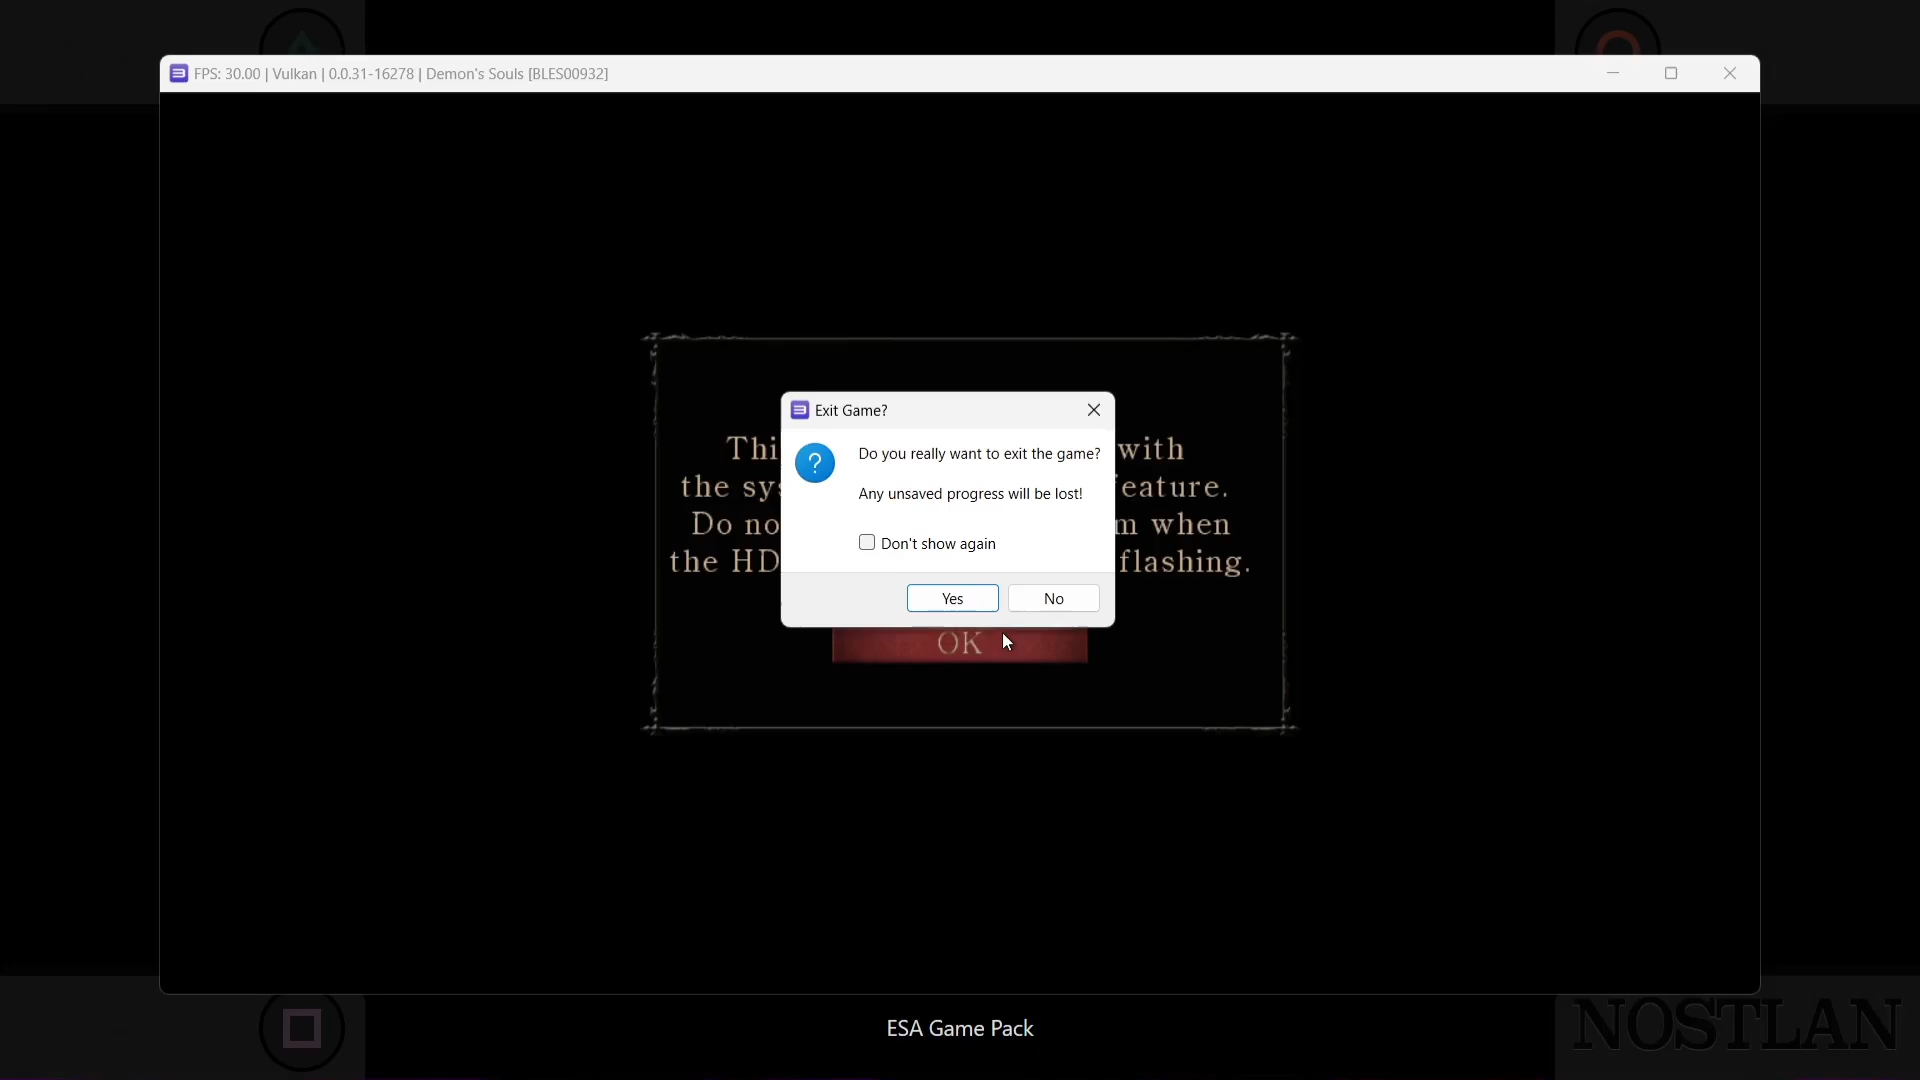 FPS: 30.00 | Vulkan | 0.0.31-16278 | Demon's Souls [BLES00932]
Exit Game?
Do you really want to exit the game?
Any unsaved progress will be lost!
Don't show again
Yes No
Thi with
the sys eature.
Do no m when
the HD flashing.
OK
ESA Game Pack
NOSTLAN